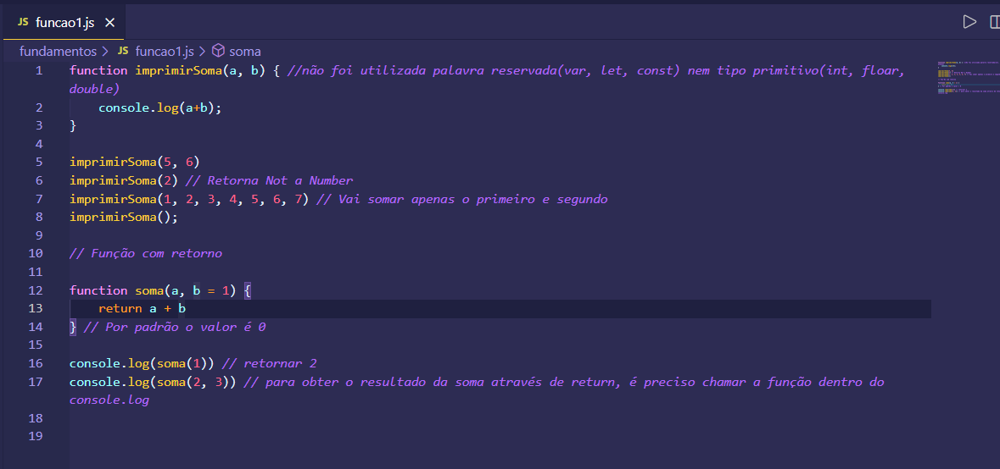 JS funcao1.js ×
fundamentos > JS funcao1.js > soma
1 function imprimirSoma(a, b) { //não foi utilizada palavra reservada(var, let, const) nem tipo primitivo(int, floar,
double)
2 console.log(a+b);
3 }
4
5 imprimirSoma(5, 6)
6 imprimirSoma(2) // Retorna Not a Number
7 imprimirSoma(1, 2, 3, 4, 5, 6, 7) // Vai somar apenas o primeiro e segundo
8 imprimirSoma();
9
10 // Função com retorno
11
12 function soma(a, b = 1) {
13 return a + b
14 } // Por padrão o valor é 0
15
16 console.log(soma(1)) // retornar 2
17 console.log(soma(2, 3)) // para obter o resultado da soma através de return, é preciso chamar a função dentro do
console.log
18
19